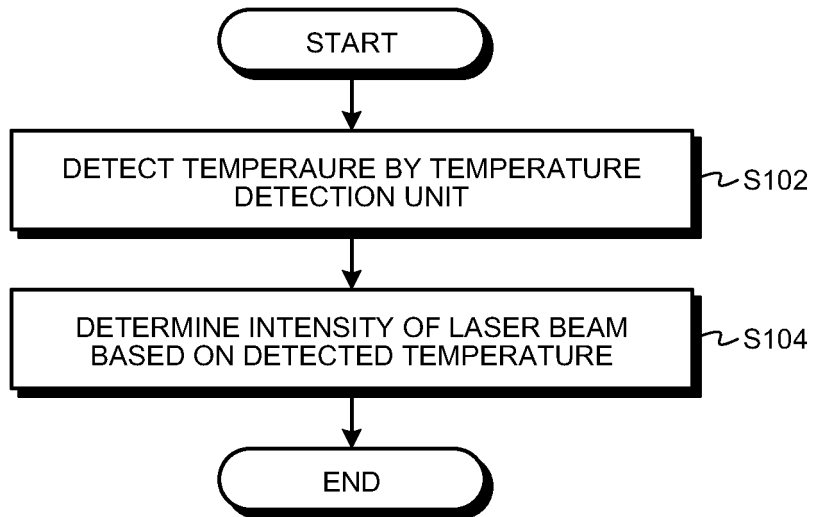 START
DETECT TEMPERAURE BY TEMPERATURE
DETECTION UNIT
S102
DETERMINE INTENSITY OF LASER BEAM
BASED ON DETECTED TEMPERATURE
S104
END